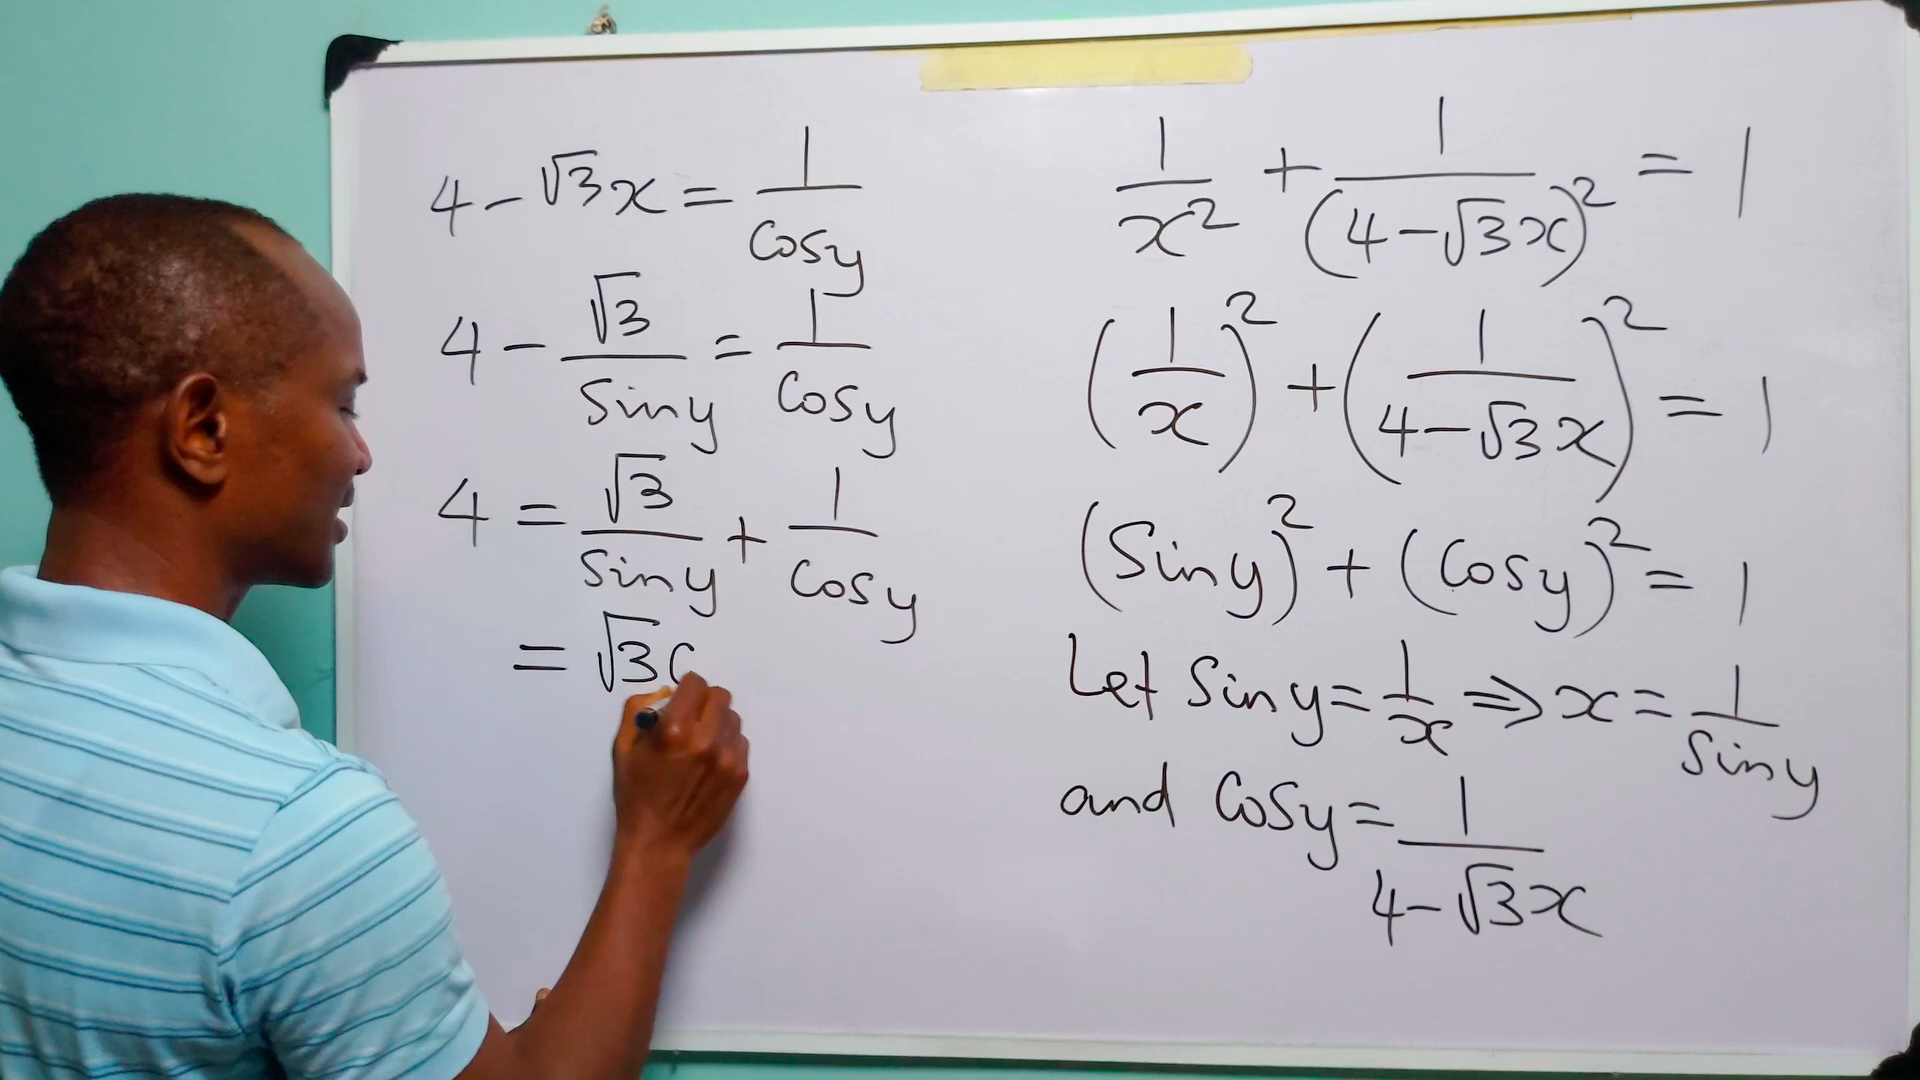 4 - √3x = 1/Cosy
4 - √3/Siny = 1/Cosy
4 = √3/Siny + 1/Cosy
= √3C
1/x² + 1/(4-√3x)² = 1
(1/x)² + (1/(4-√3x))² = 1
(Siny)² + (Cosy)² = 1
Let Siny = 1/x ⇒ x = 1/Siny
and Cosy = 1/(4-√3x)